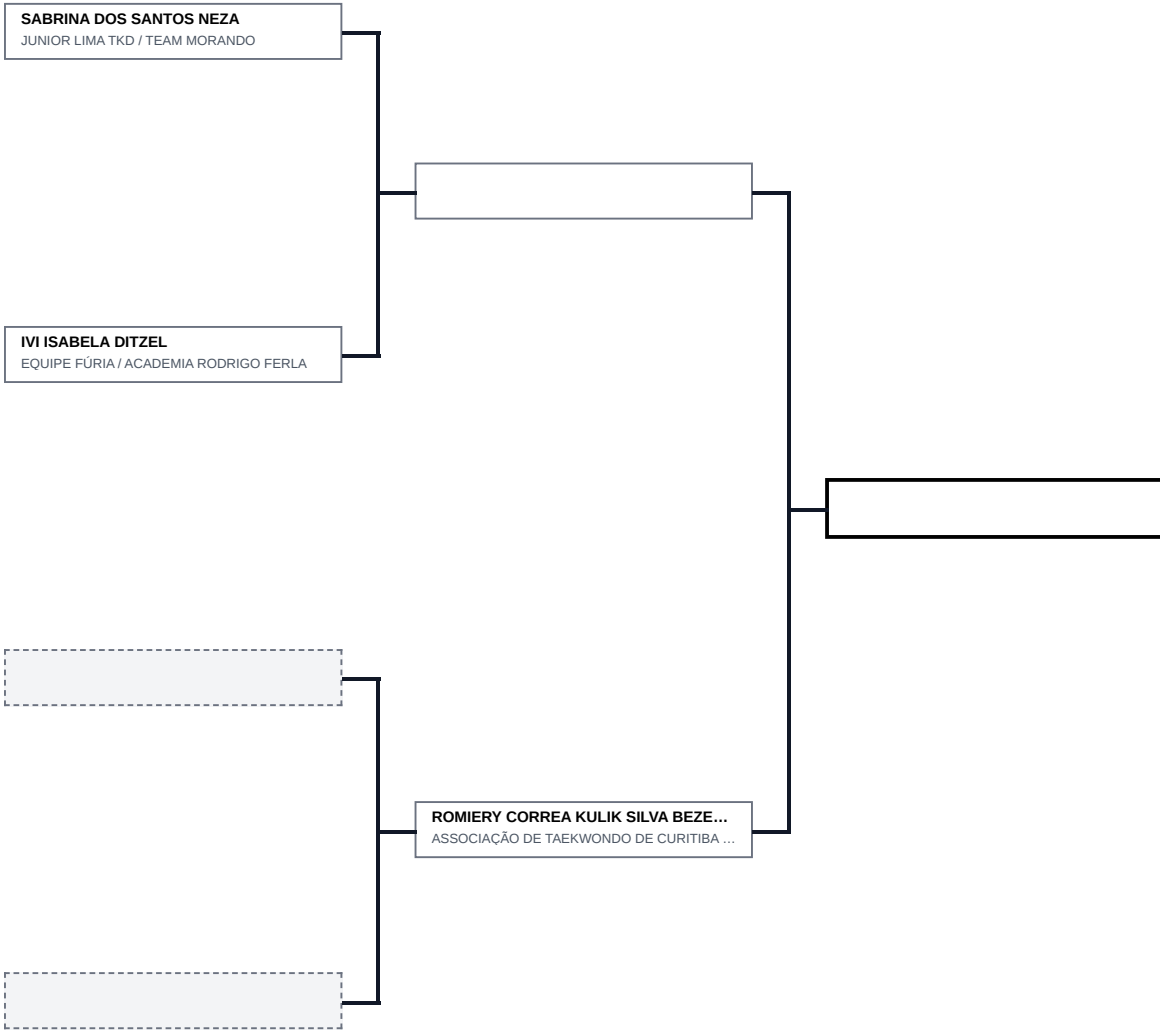 SABRINA DOS SANTOS NEZA
JUNIOR LIMA TKD / TEAM MORANDO
IVI ISABELA DITZEL
EQUIPE FÚRIA / ACADEMIA RODRIGO FERLA
ROMIERY CORREA KULIK SILVA BEZE…
ASSOCIAÇÃO DE TAEKWONDO DE CURITIBA …